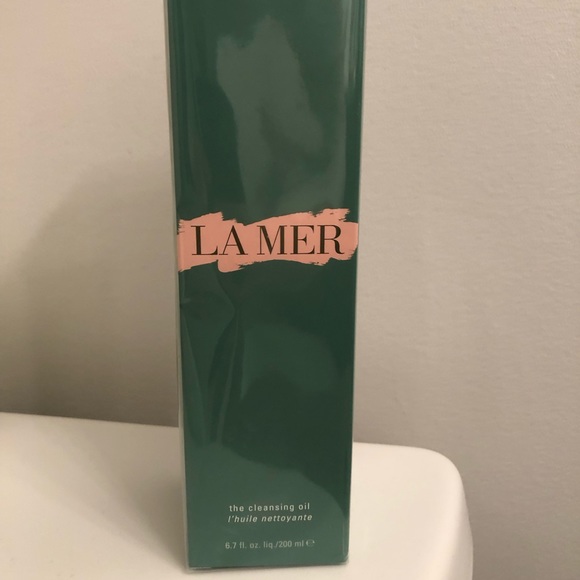 LA MER
the cleansing oil
l'huile nettoyante
6.7 fl. oz. liq./200 ml ℮